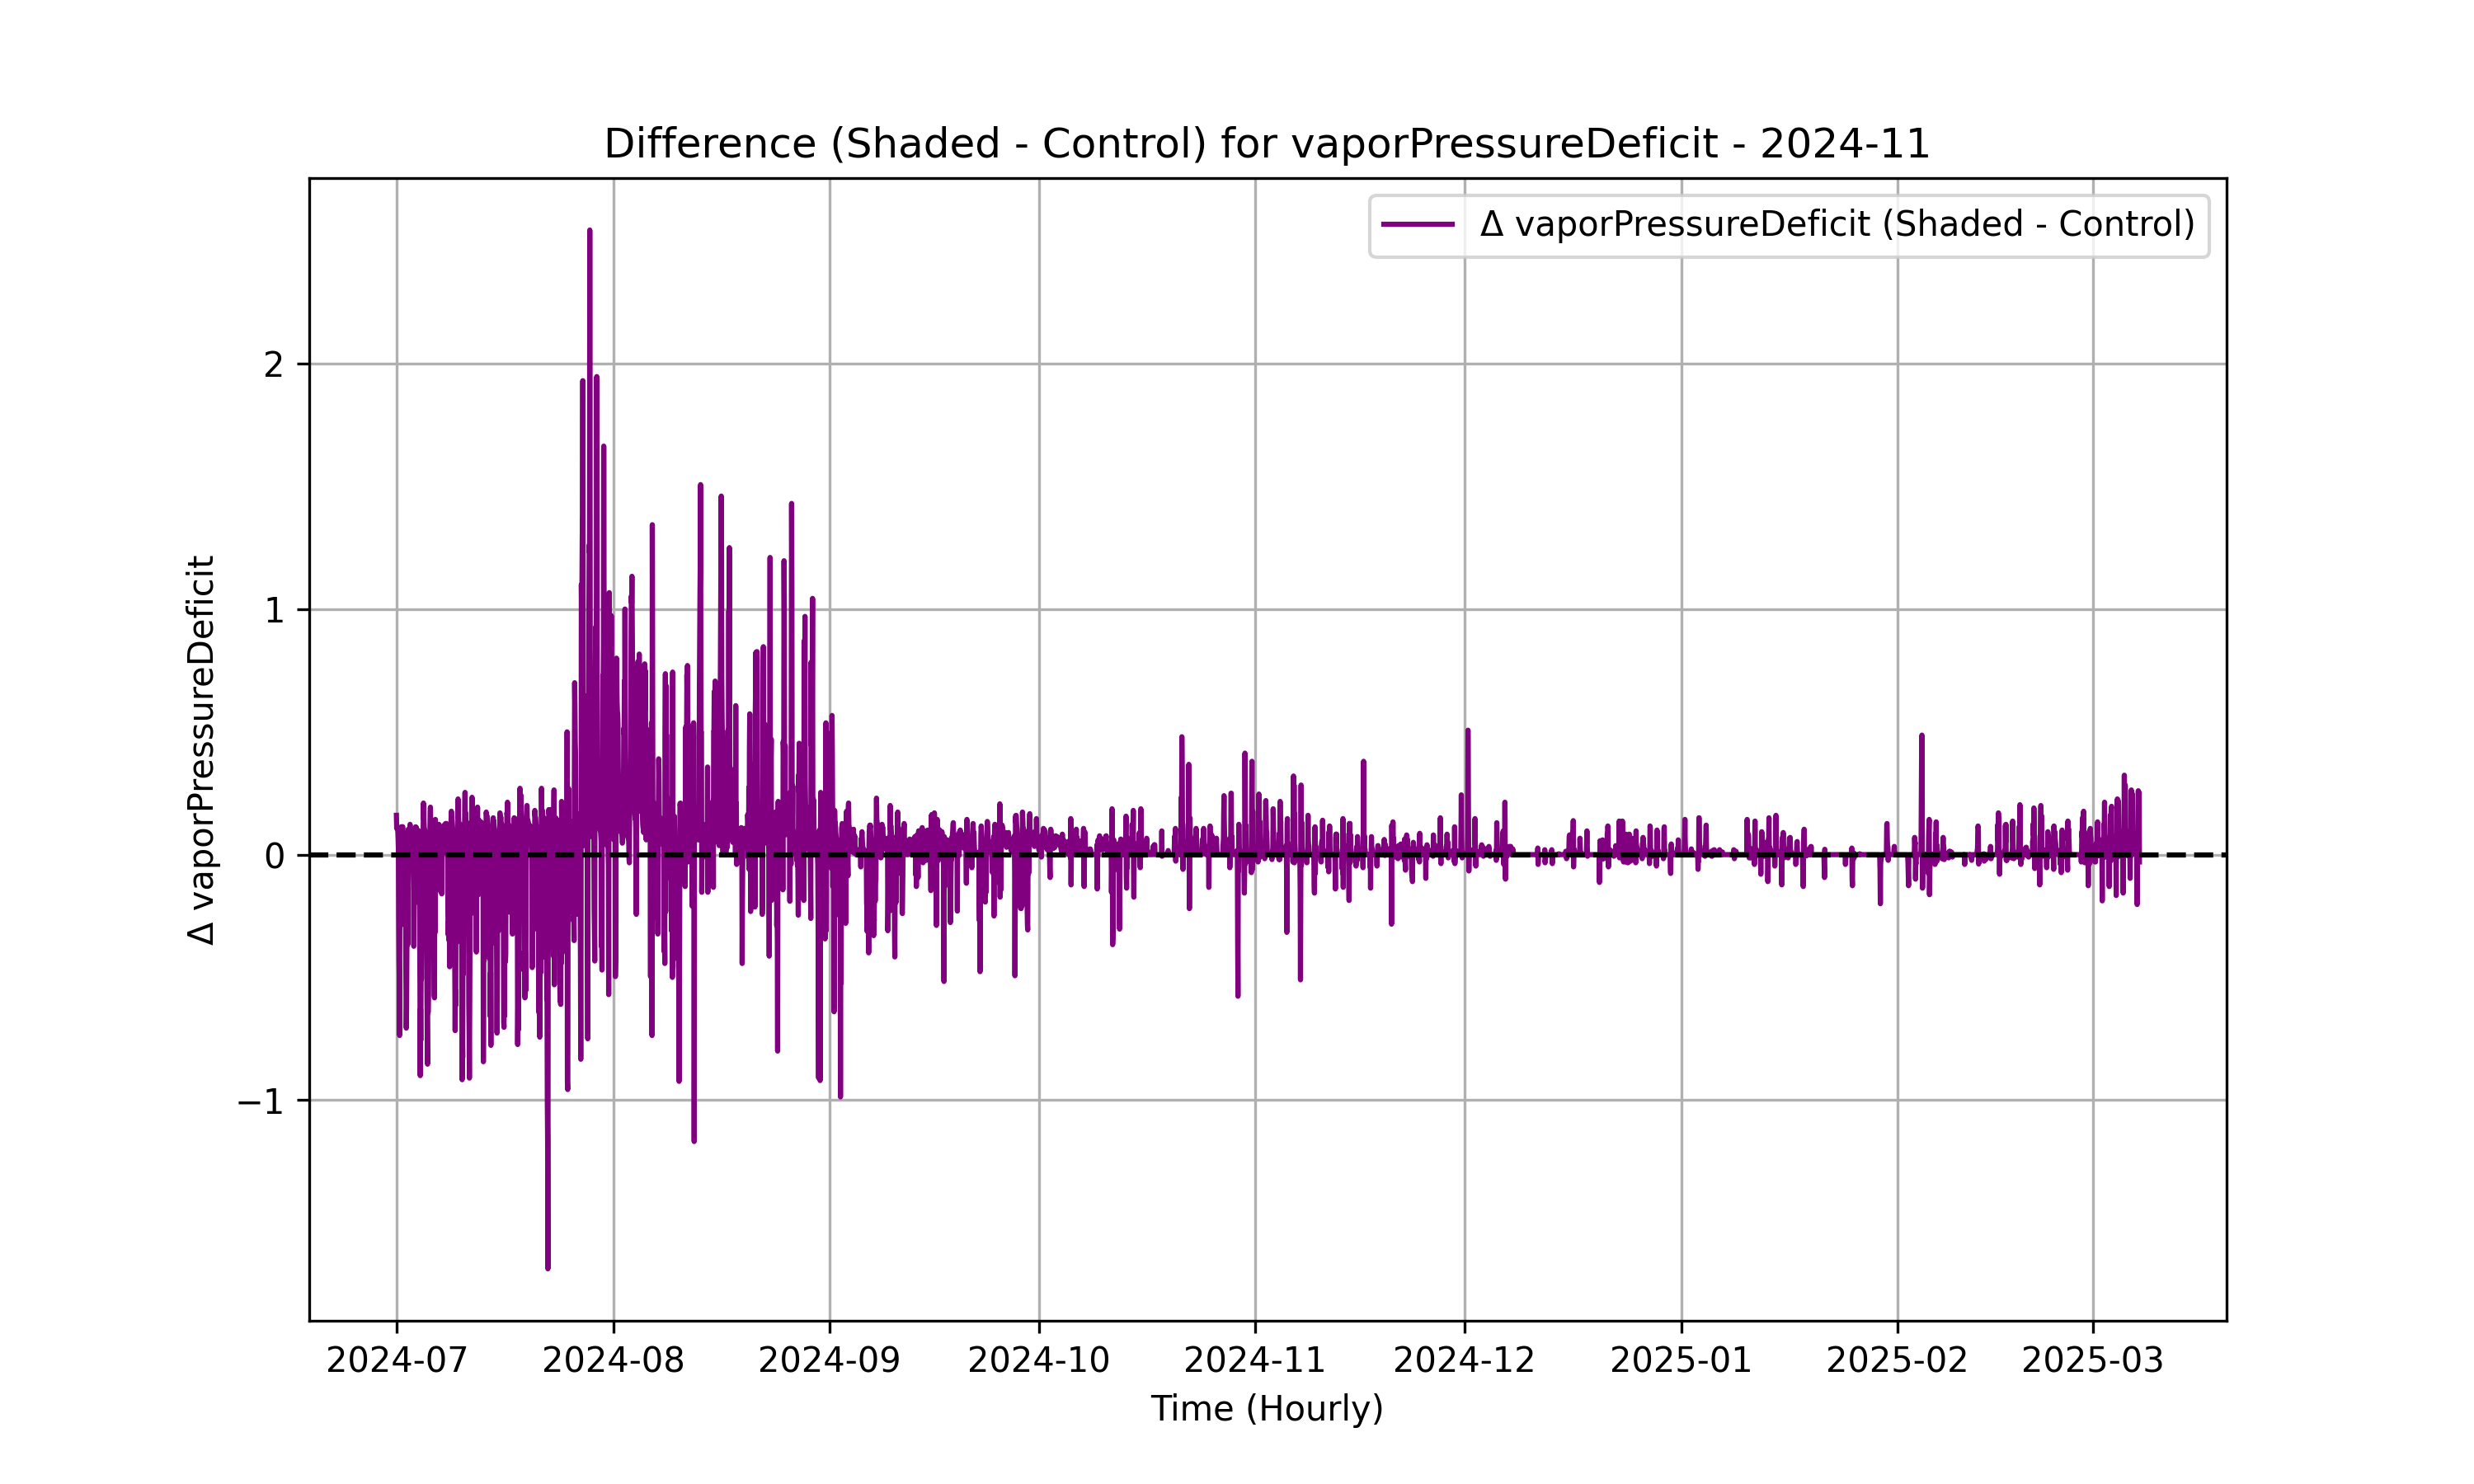 Difference (Shaded - Control) for vaporPressureDeficit - 2024-11
Δ vaporPressureDeficit (Shaded - Control)
Δ vaporPressureDeficit
2
1
0
−1
2024-07 2024-08 2024-09 2024-10 2024-11 2024-12 2025-01 2025-02 2025-03
Time (Hourly)